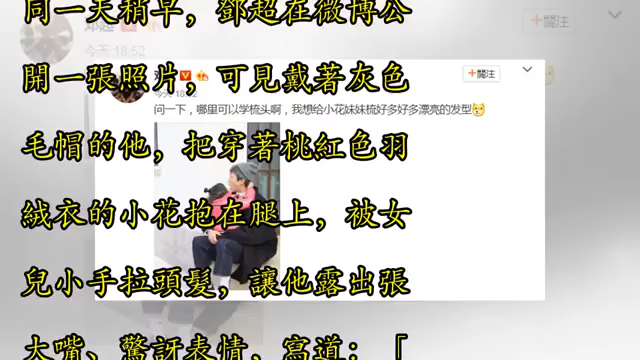 同一天稍早，鄧超在微博公
開一張照片，可見戴著灰色
毛帽的他，把穿著桃紅色羽
絨衣的小花抱在腿上，被女
兒小手拉頭髮，讓他露出張
大嘴、驚訝表情，寫道：「
今天 18:52
+關注
+關注
问一下，哪里可以学梳头啊，我想给小花妹妹梳好多好多漂亮的发型